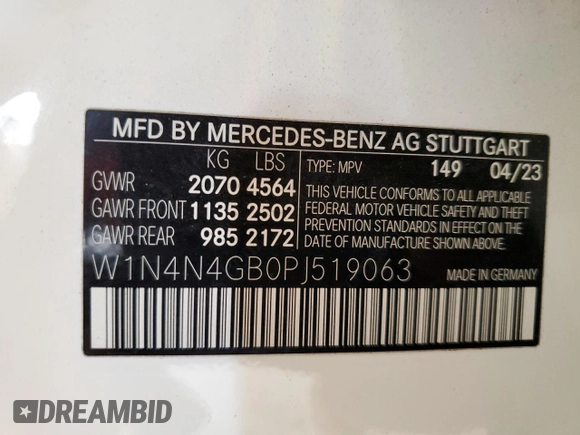 MFD BY MERCEDES-BENZ AG STUTTGART
KG LBS TYPE: MPV 149 04/23
GVWR 2070 4564
GAWR FRONT 1135 2502
GAWR REAR 985 2172
THIS VEHICLE CONFORMS TO ALL APPLICABLE
FEDERAL MOTOR VEHICLE SAFETY AND THEFT
PREVENTION STANDARDS IN EFFECT ON THE
DATE OF MANUFACTURE SHOWN ABOVE.
W1N4N4GB0PJ519063 MADE IN GERMANY
DREAMBID